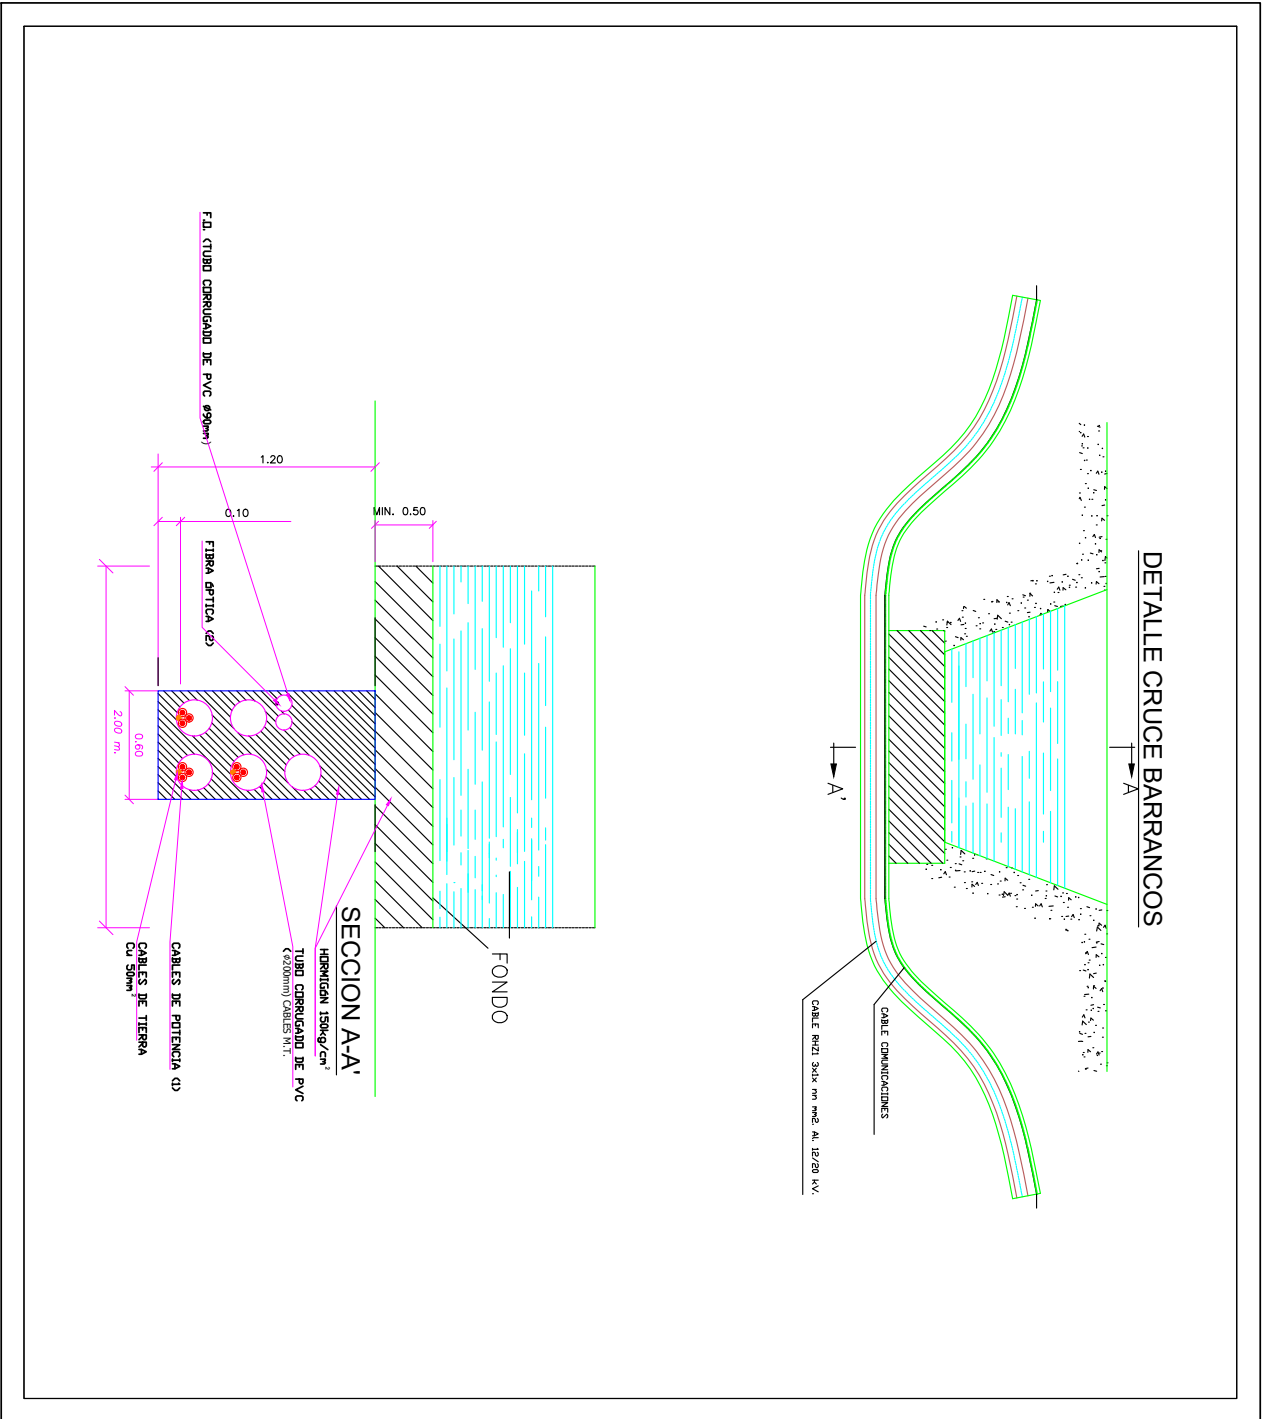 DETALLE CRUCE BARRANCOS
A
A'
CABLE COMUNICACIONES
CABLE RHZ1 3x1x nn mm2. AL 12/20 kV.
FONDO
SECCION A-A'
MIN. 0.50
1.20
0.10
0.60
2.00 m.
F.O. (TUBO CORRUGADO DE PVC ø90mm)
FIBRA ÓPTICA (2)
HORMIGÓN 150kg/cm²
TUBO CORRUGADO DE PVC
(ø200mm) CABLES M.T.
CABLES DE POTENCIA (1)
CABLES DE TIERRA
Cu 50mm²